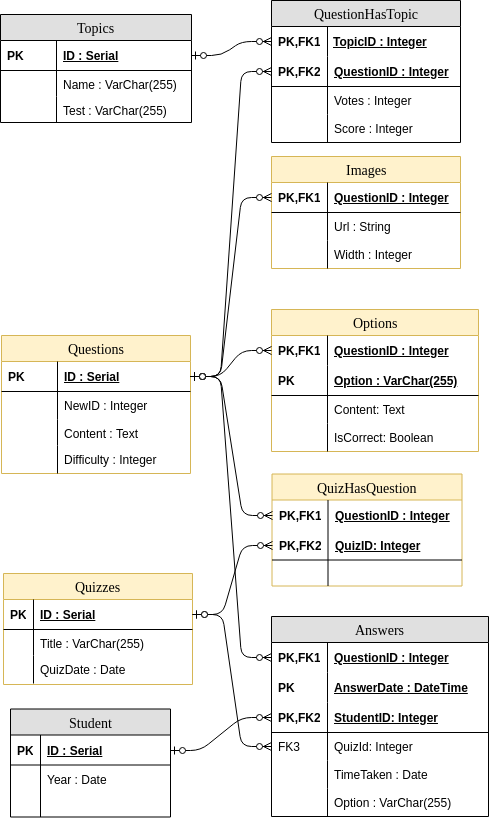 Topics
PK ID : Serial
Name : VarChar(255)
Test : VarChar(255)
QuestionHasTopic
PK,FK1 TopicID : Integer
PK,FK2 QuestionID : Integer
Votes : Integer
Score : Integer
Images
PK,FK1 QuestionID : Integer
Url : String
Width : Integer
Questions
PK ID : Serial
NewID : Integer
Content : Text
Difficulty : Integer
Options
PK,FK1 QuestionID : Integer
PK Option : VarChar(255)
Content: Text
IsCorrect: Boolean
QuizHasQuestion
PK,FK1 QuestionID : Integer
PK,FK2 QuizID: Integer
Quizzes
PK ID : Serial
Title : VarChar(255)
QuizDate : Date
Answers
PK,FK1 QuestionID : Integer
PK AnswerDate : DateTime
PK,FK2 StudentID: Integer
FK3 QuizId: Integer
TimeTaken : Date
Option : VarChar(255)
Student
PK ID : Serial
Year : Date